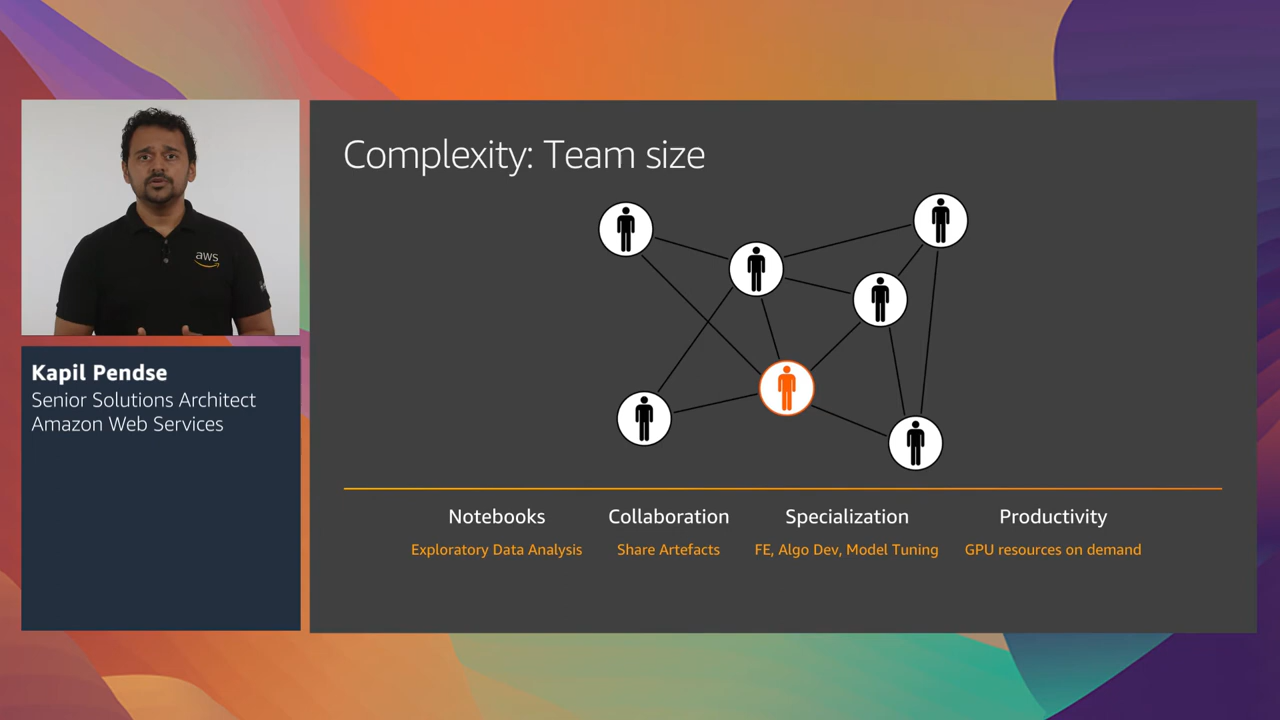 aws
Kapil Pendse
Senior Solutions Architect
Amazon Web Services
Complexity: Team size
Notebooks
Exploratory Data Analysis
Collaboration
Share Artefacts
Specialization
FE, Algo Dev, Model Tuning
Productivity
GPU resources on demand